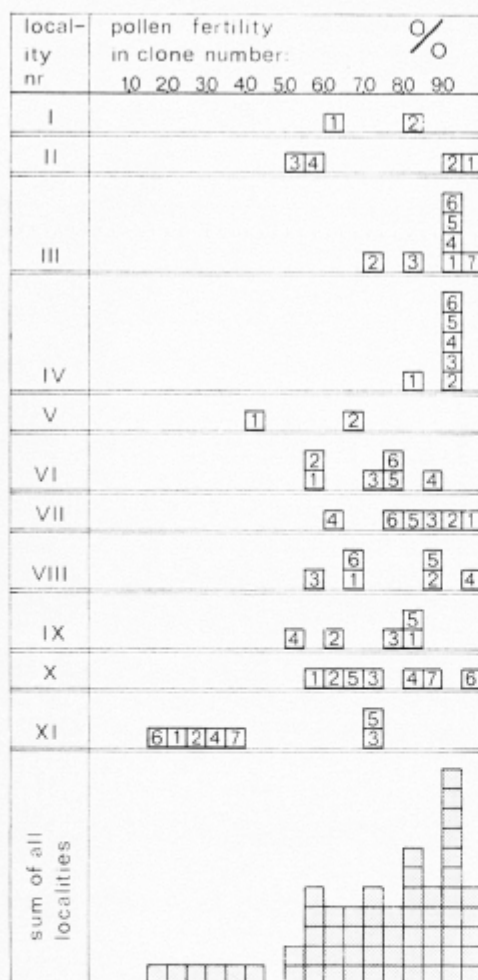 local- pollen fertility %
ity in clone number:
nr 10 20 30 40 50 60 70 80 90
I 1 2
II 3 4 2 1
6
5
4
III 2 3 1 7
6
5
4
3
IV 1 2
V 1 2
2 6
VI 1 3 5 4
VII 4 6 5 3 2 1
6 5
VIII 3 1 2 4
5
IX 4 2 3 1
X 1 2 5 3 4 7 6
5
XI 6 1 2 4 7 3
sum of all
localities